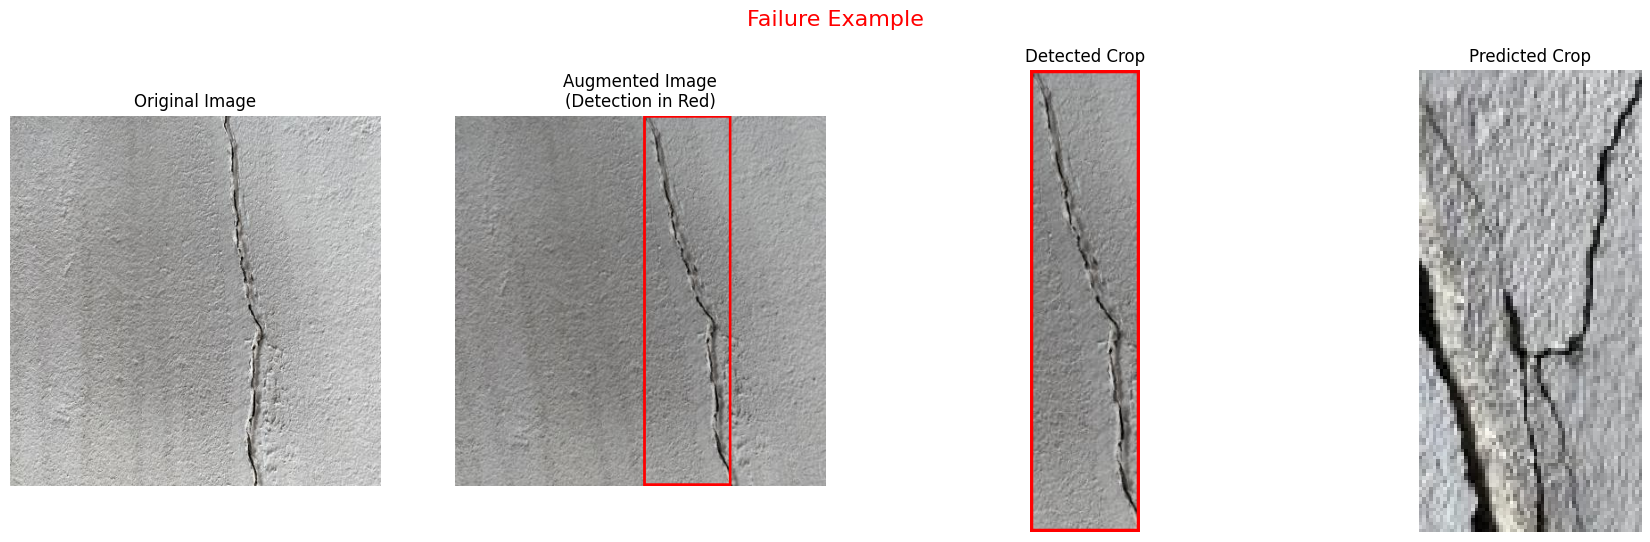 Failure Example
Original Image
Augmented Image
(Detection in Red)
Detected Crop
Predicted Crop